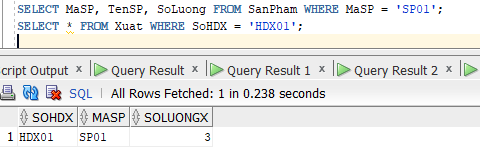 SELECT MaSP, TenSP, SoLuong FROM SanPham WHERE MaSP = 'SP01';
SELECT * FROM Xuat WHERE SoHDX = 'HDX01';
Script Output × Query Result × Query Result 1 × Query Result 2 ×
SQL | All Rows Fetched: 1 in 0.238 seconds
SOHDX MASP SOLUONGX
1 HDX01 SP01 3